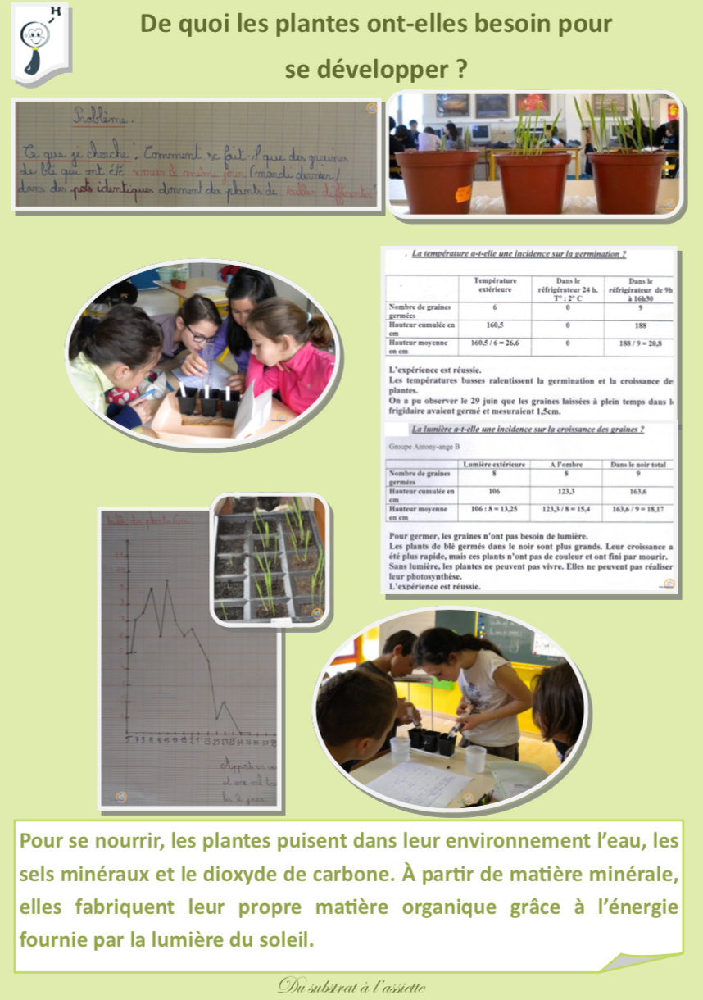 De quoi les plantes ont-elles besoin pour
se développer ?
Problème.
Ce que je cherche : Comment se fait-il que des graines
de blé qui ont été semées le même jour (mardi dernier)
dans des pots identiques donnent des plants de tailles différentes
. La température a-t-elle une incidence sur la germination ?
Température extérieure | Dans le réfrigérateur 24 h. T° : 2° C | Dans le réfrigérateur de 9h à 16h30
Nombre de graines germées | 6 | 0 | 9
Hauteur cumulée en cm | 160,5 | 0 | 188
Hauteur moyenne en cm | 160,5 / 6 = 26,6 | 0 | 188 / 9 = 20,8
L'expérience est réussie.
Les températures basses ralentissent la germination et la croissance de
plantes.
On a pu observer le 29 juin que les graines laissées à plein temps dans l
frigidaire avaient germé et mesuraient 1,5cm.
La lumière a-t-elle une incidence sur la croissance des graines ?
Groupe Antony-ange B
Lumière extérieure | A l'ombre | Dans le noir total
Nombre de graines germées | 8 | 8 | 9
Hauteur cumulée en cm | 106 | 123,3 | 163,6
Hauteur moyenne en cm | 106 : 8 = 13,25 | 123,3 / 8 = 15,4 | 163,6 / 9 = 18,17
Pour germer, les graines n'ont pas besoin de lumière.
Les plants de blé germés dans le noir sont plus grands. Leur croissance a
été plus rapide, mais ces plants n'ont pas de couleur et ont fini par mourir.
Sans lumière, les plantes ne peuvent pas vivre. Elles ne peuvent pas réaliser
leur photosynthèse.
L'expérience est réussie.
taille des plants (cm)
les 2 jours
Pour se nourrir, les plantes puisent dans leur environnement l'eau, les
sels minéraux et le dioxyde de carbone. À partir de matière minérale,
elles fabriquent leur propre matière organique grâce à l'énergie
fournie par la lumière du soleil.
Du substrat à l'assiette